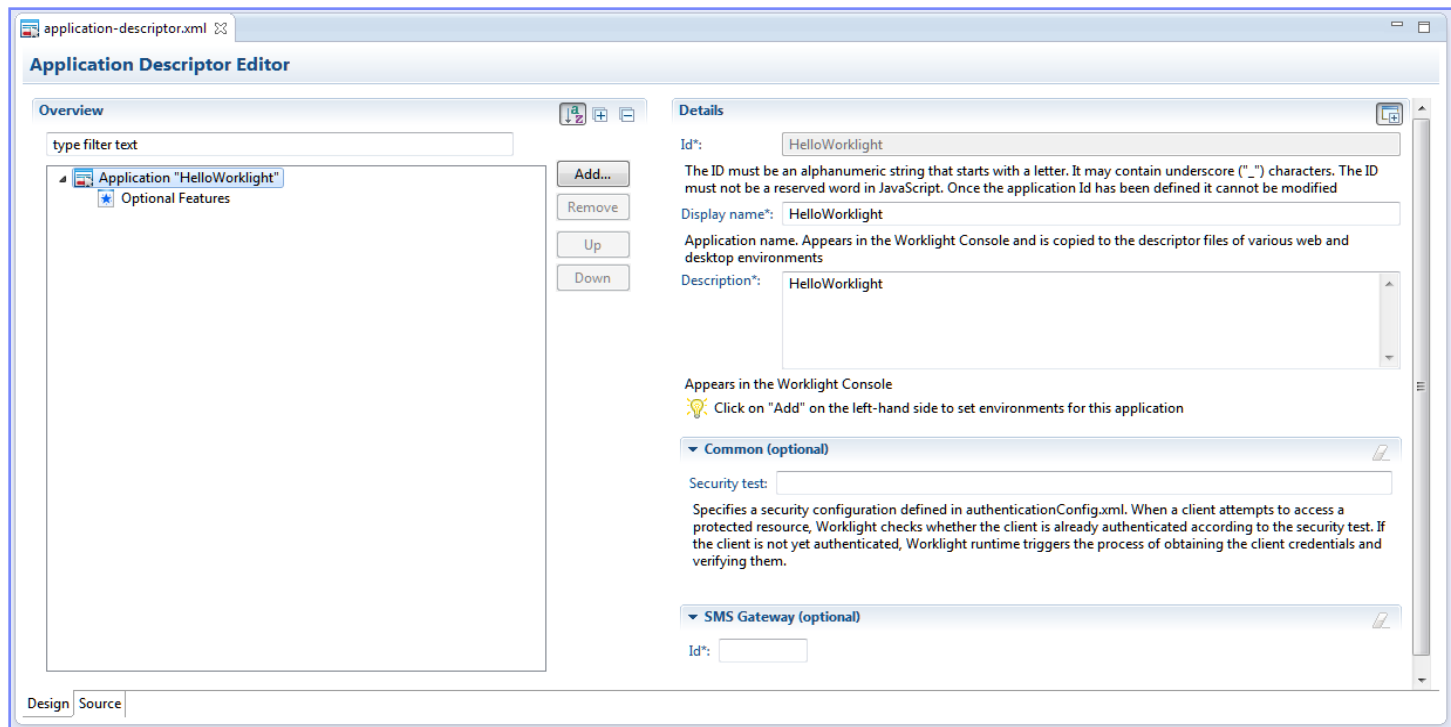 application-descriptor.xml
Application Descriptor Editor
Overview
type filter text
Application "HelloWorklight"
Optional Features
Add...
Remove
Up
Down
Details
Id*: HelloWorklight
The ID must be an alphanumeric string that starts with a letter. It may contain underscore ("_") characters. The ID
must not be a reserved word in JavaScript. Once the application Id has been defined it cannot be modified
Display name*: HelloWorklight
Application name. Appears in the Worklight Console and is copied to the descriptor files of various web and
desktop environments
Description*: HelloWorklight
Appears in the Worklight Console
Click on "Add" on the left-hand side to set environments for this application
Common (optional)
Security test:
Specifies a security configuration defined in authenticationConfig.xml. When a client attempts to access a
protected resource, Worklight checks whether the client is already authenticated according to the security test. If
the client is not yet authenticated, Worklight runtime triggers the process of obtaining the client credentials and
verifying them.
SMS Gateway (optional)
Id*:
Design Source